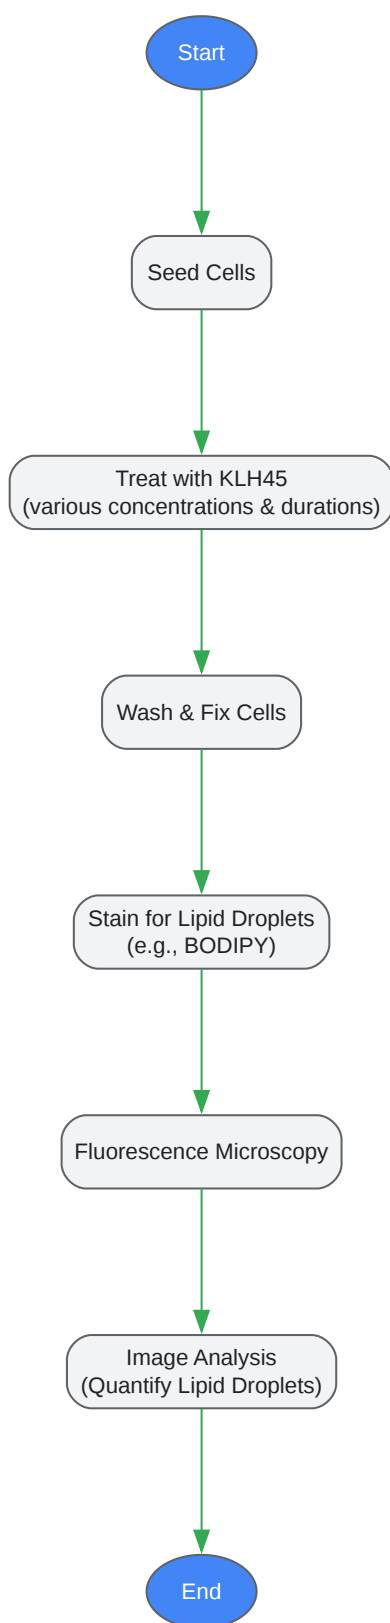 Start
Seed Cells
Treat with KLH45
(various concentrations & durations)
Wash & Fix Cells
Stain for Lipid Droplets
(e.g., BODIPY)
Fluorescence Microscopy
Image Analysis
(Quantify Lipid Droplets)
End